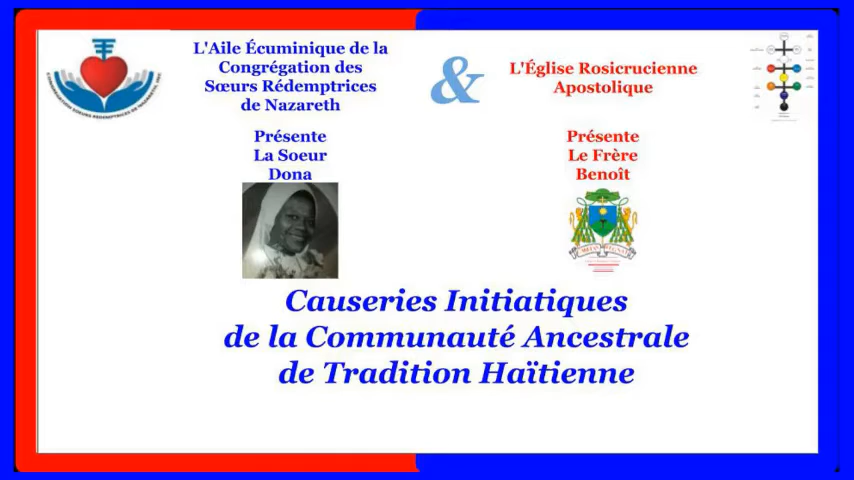 L'Aile Écuminique de la
Congrégation des
Sœurs Rédemptrices
de Nazareth
&
L'Église Rosicrucienne
Apostolique
Présente
La Soeur
Dona
Présente
Le Frère
Benoît
Causeries Initiatiques
de la Communauté Ancestrale
de Tradition Haïtienne